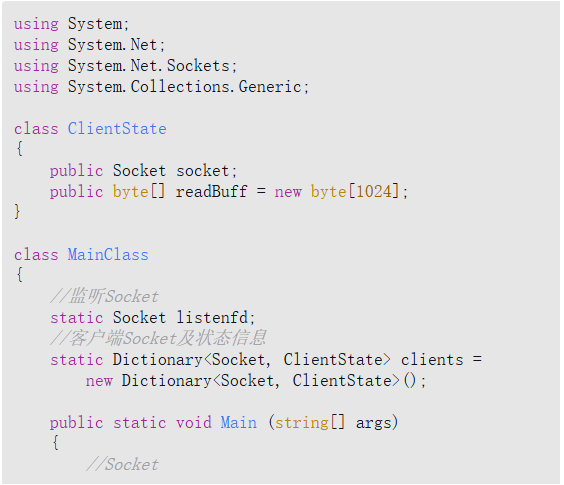 using System;
using System.Net;
using System.Net.Sockets;
using System.Collections.Generic;

class ClientState
{
    public Socket socket;
    public byte[] readBuff = new byte[1024];
}

class MainClass
{
    //监听Socket
    static Socket listenfd;
    //客户端Socket及状态信息
    static Dictionary<Socket, ClientState> clients =
        new Dictionary<Socket, ClientState>();

    public static void Main (string[] args)
    {
        //Socket